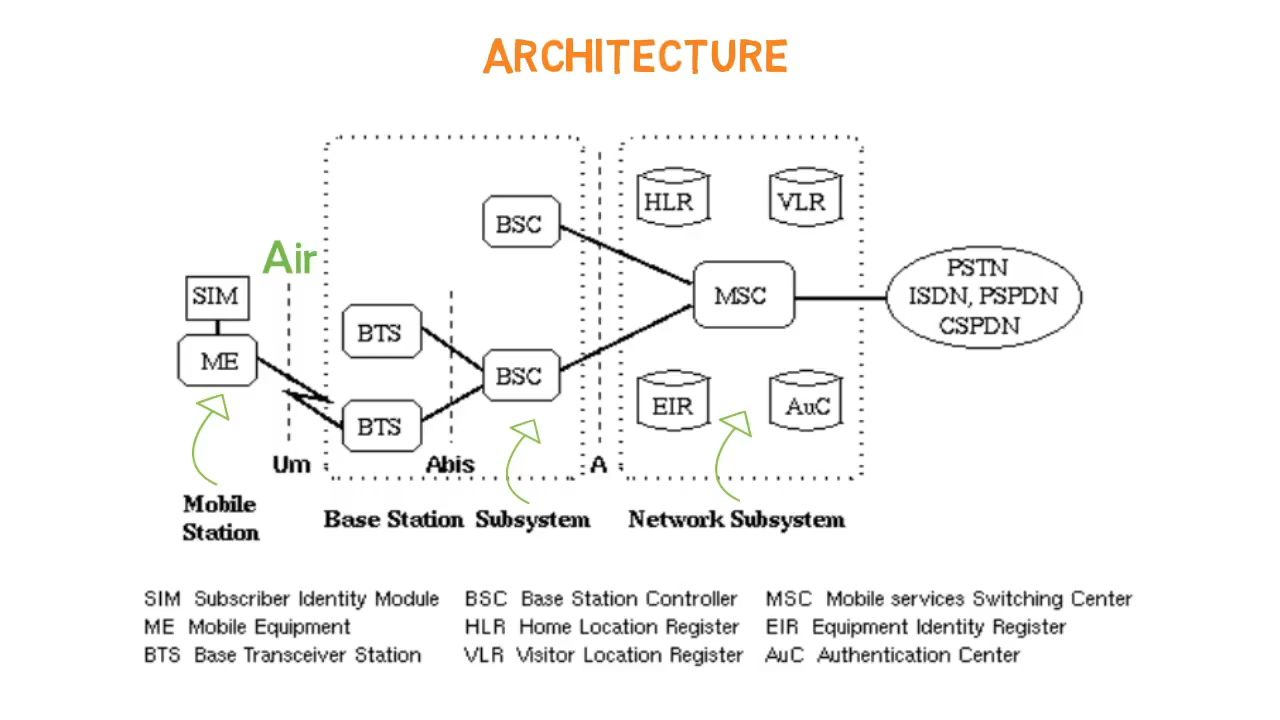 ARCHITECTURE
HLR
VLR
BSC
Air
SIM
MSC
PSTN
ISDN, PSPDN
CSPDN
BTS
ME
BSC
EIR
AuC
BTS
Um
Abis
A
Mobile
Station
Base Station Subsystem
Network Subsystem
SIM Subscriber Identity Module
ME Mobile Equipment
BTS Base Transceiver Station
BSC Base Station Controller
HLR Home Location Register
VLR Visitor Location Register
MSC Mobile services Switching Center
EIR Equipment Identity Register
AuC Authentication Center